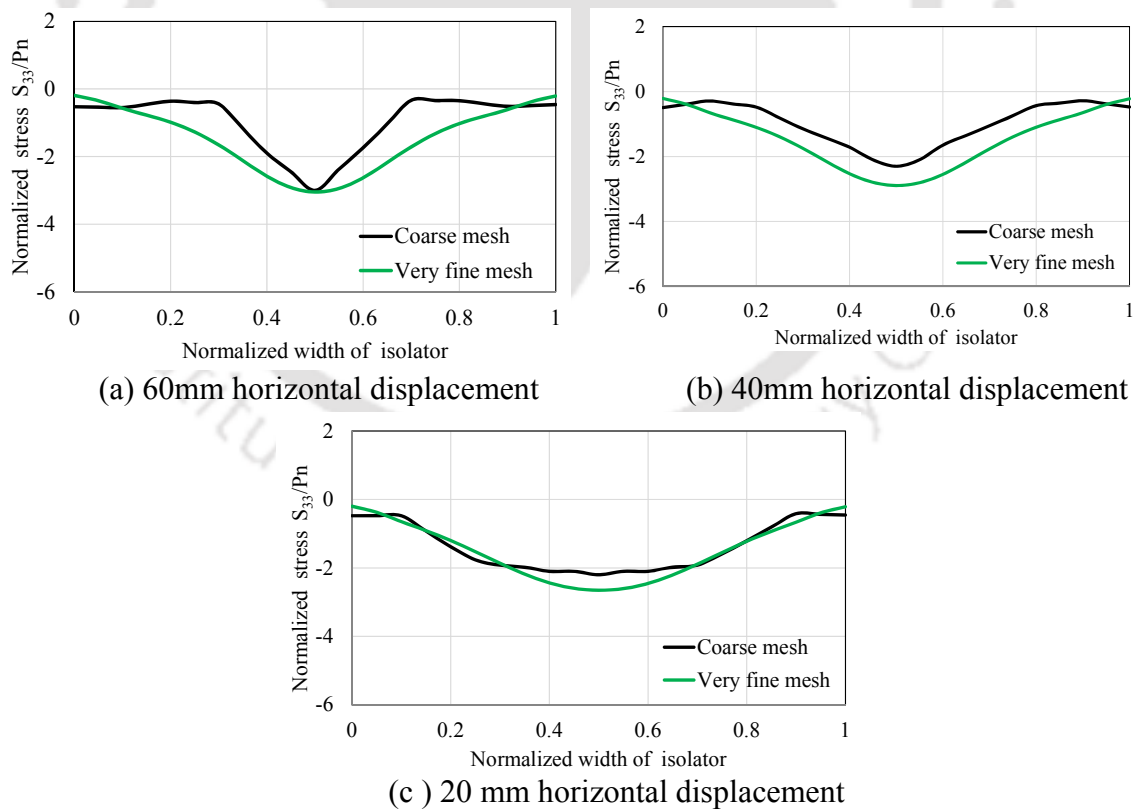 2
0
-2
-4
-6
Normalized stress S₃₃/Pn
Coarse mesh
Very fine mesh
0 0.2 0.4 0.6 0.8 1
Normalized width of isolator
(a) 60mm horizontal displacement
2
0
-2
-4
-6
Normalized stress S₃₃/Pn
Coarse mesh
Very fine mesh
0 0.2 0.4 0.6 0.8 1
Normalized width of isolator
(b) 40mm horizontal displacement
2
0
-2
-4
-6
Normalized stress S₃₃/Pn
Coarse mesh
Very fine mesh
0 0.2 0.4 0.6 0.8 1
Normalized width of isolator
(c ) 20 mm horizontal displacement